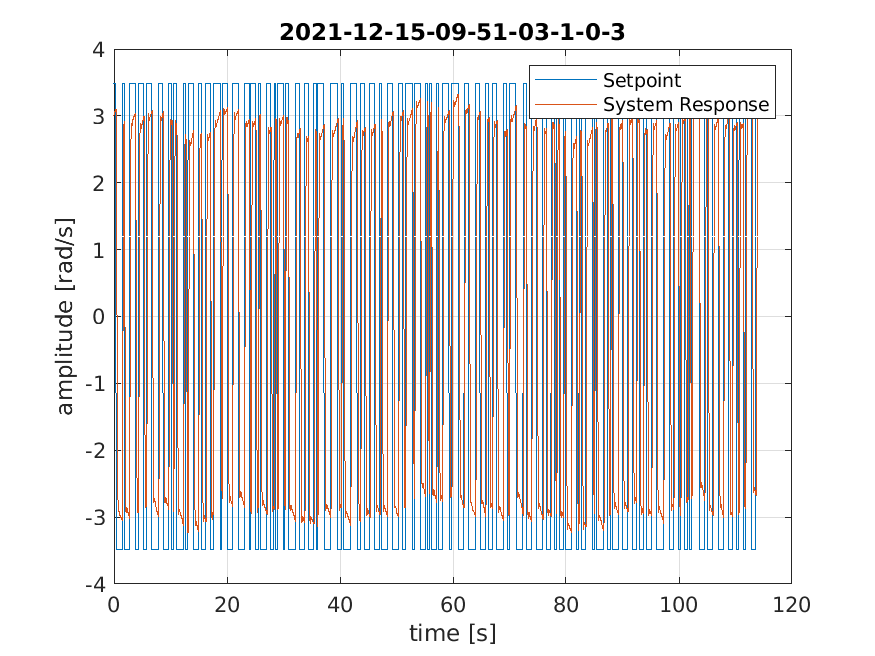 2021-12-15-09-51-03-1-0-3
Setpoint
System Response
amplitude [rad/s]
4
3
2
1
0
-1
-2
-3
-4
0 20 40 60 80 100 120
time [s]